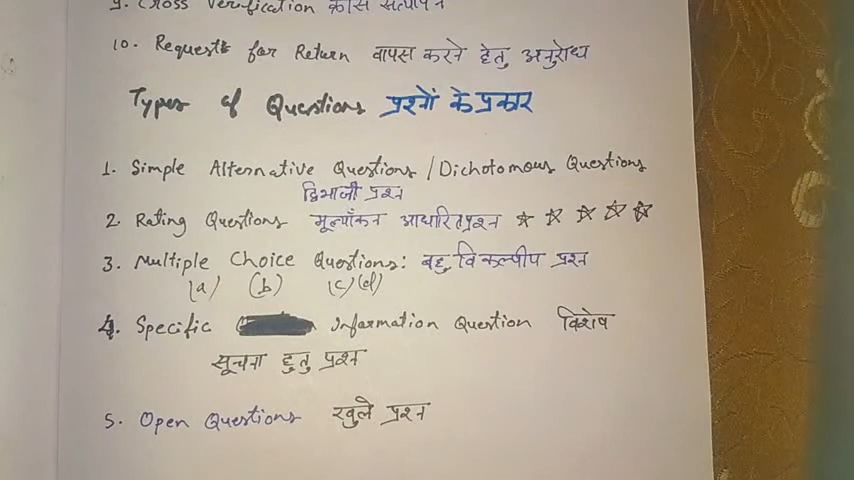 9. Cross Verification क्रास सत्यापन
10. Request for Return वापस करने हेतु अनुरोध
Types of Questions प्रश्नों के प्रकार
1. Simple Alternative Questions / Dichotomous Questions
द्विभाजी प्रश्न
2. Rating Questions मूल्याँकन आधारित प्रश्न ☆ ☆ ☆ ☆ ☆
3. Multiple Choice Questions: बहु विकल्पीय प्रश्न
(a) (b) (c) (d)
4. Specific Information Question विशेष
सूचना हेतु प्रश्न
5. Open Questions खुले प्रश्न